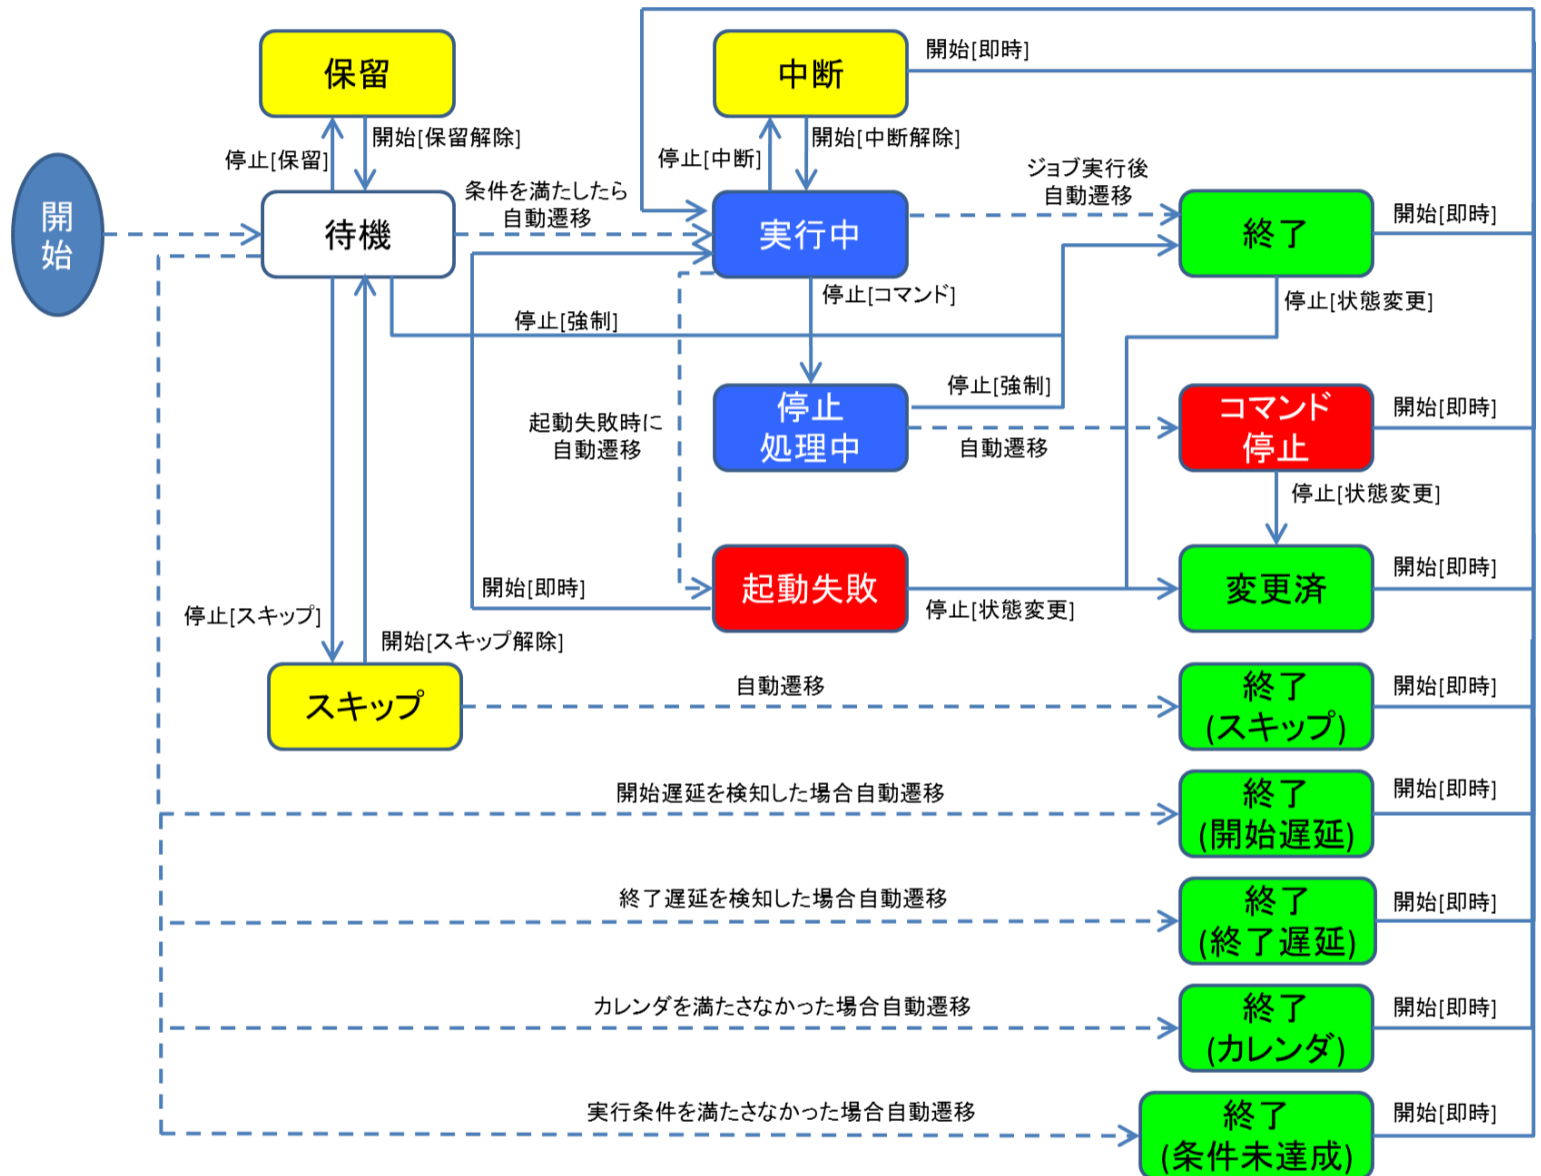 保留
中断
開始[即時]
停止[保留]
開始[保留解除]
停止[中断]
開始[中断解除]
開
始
待機
条件を満たしたら
自動遷移
実行中
ジョブ実行後
自動遷移
終了
開始[即時]
停止[強制]
停止[コマンド]
停止[状態変更]
起動失敗時に
自動遷移
停止
処理中
停止[強制]
自動遷移
コマンド
停止
開始[即時]
停止[状態変更]
開始[即時]
起動失敗
停止[状態変更]
変更済
開始[即時]
停止[スキップ]
開始[スキップ解除]
スキップ
自動遷移
終了
(スキップ)
開始[即時]
開始遅延を検知した場合自動遷移
終了
(開始遅延)
開始[即時]
終了遅延を検知した場合自動遷移
終了
(終了遅延)
開始[即時]
カレンダを満たさなかった場合自動遷移
終了
(カレンダ)
開始[即時]
実行条件を満たさなかった場合自動遷移
終了
(条件未達成)
開始[即時]